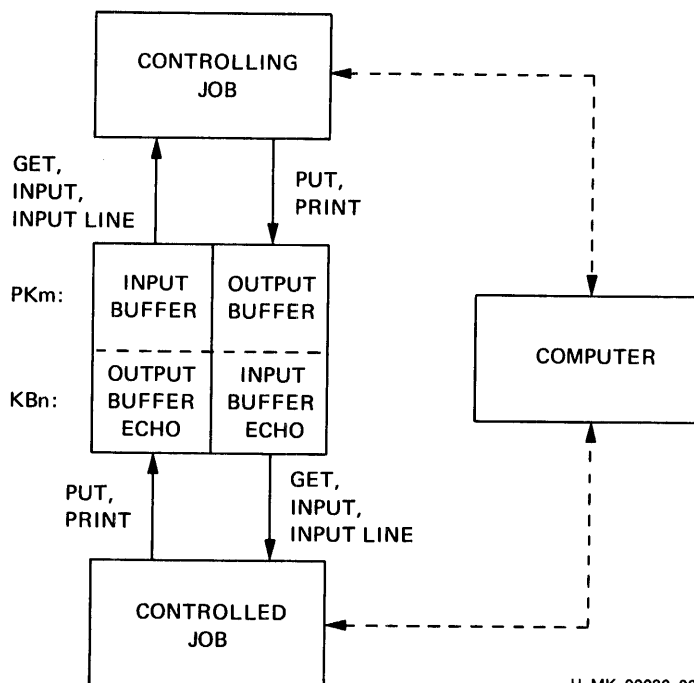 CONTROLLING
JOB
GET,
INPUT,
INPUT LINE
PUT,
PRINT
PKm:
INPUT
BUFFER
OUTPUT
BUFFER
KBn:
OUTPUT
BUFFER
ECHO
INPUT
BUFFER
ECHO
COMPUTER
PUT,
PRINT
GET,
INPUT,
INPUT LINE
CONTROLLED
JOB